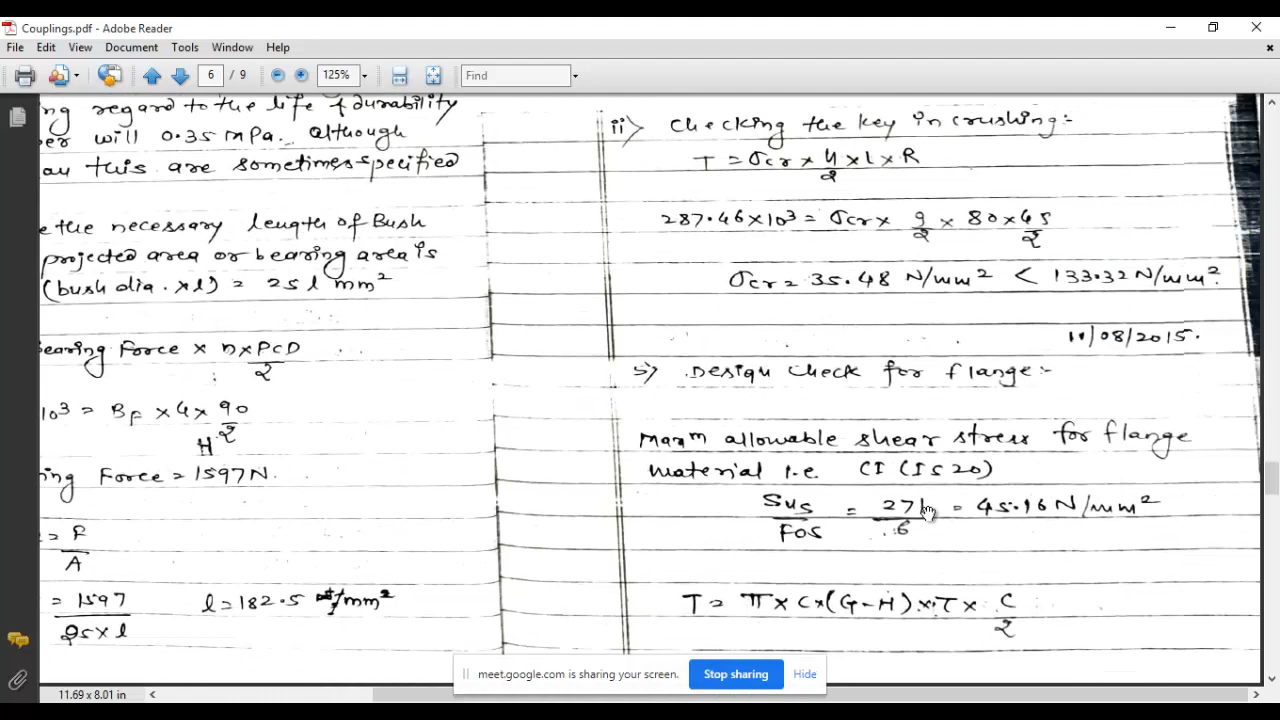 Couplings.pdf - Adobe Reader
File Edit View Document Tools Window Help
6 / 9 125% Find
ng regard to the life & durability
er will 0.35 mPa. although
au this are sometimes specified
e the necessary length of Bush
projected area or bearing area is
(bush dia. × l) = 25 l mm²
earing Force × n × PCD
2
10³ = BF × 4 × 90
H 2
ing Force = 1597 N.
= F
A
= 1597 l = 182.5 /mm²
25 × l
ii) Checking the key in crushing:-
T = σcr × H × l × R
2
287.46 × 10³ = σcr × 9 × 80 × 45
2 2
σcr = 35.48 N/mm² < 133.32 N/mm².
11/08/2015.
5) Design check for flange:-
Maxm allowable shear stress for flange
material i.e. CI (IS 20)
Sus = 271 = 45.16 N/mm²
FOS 6
T = π × C × (G-H) × τ × C
2
meet.google.com is sharing your screen. Stop sharing Hide
11.69 x 8.01 in